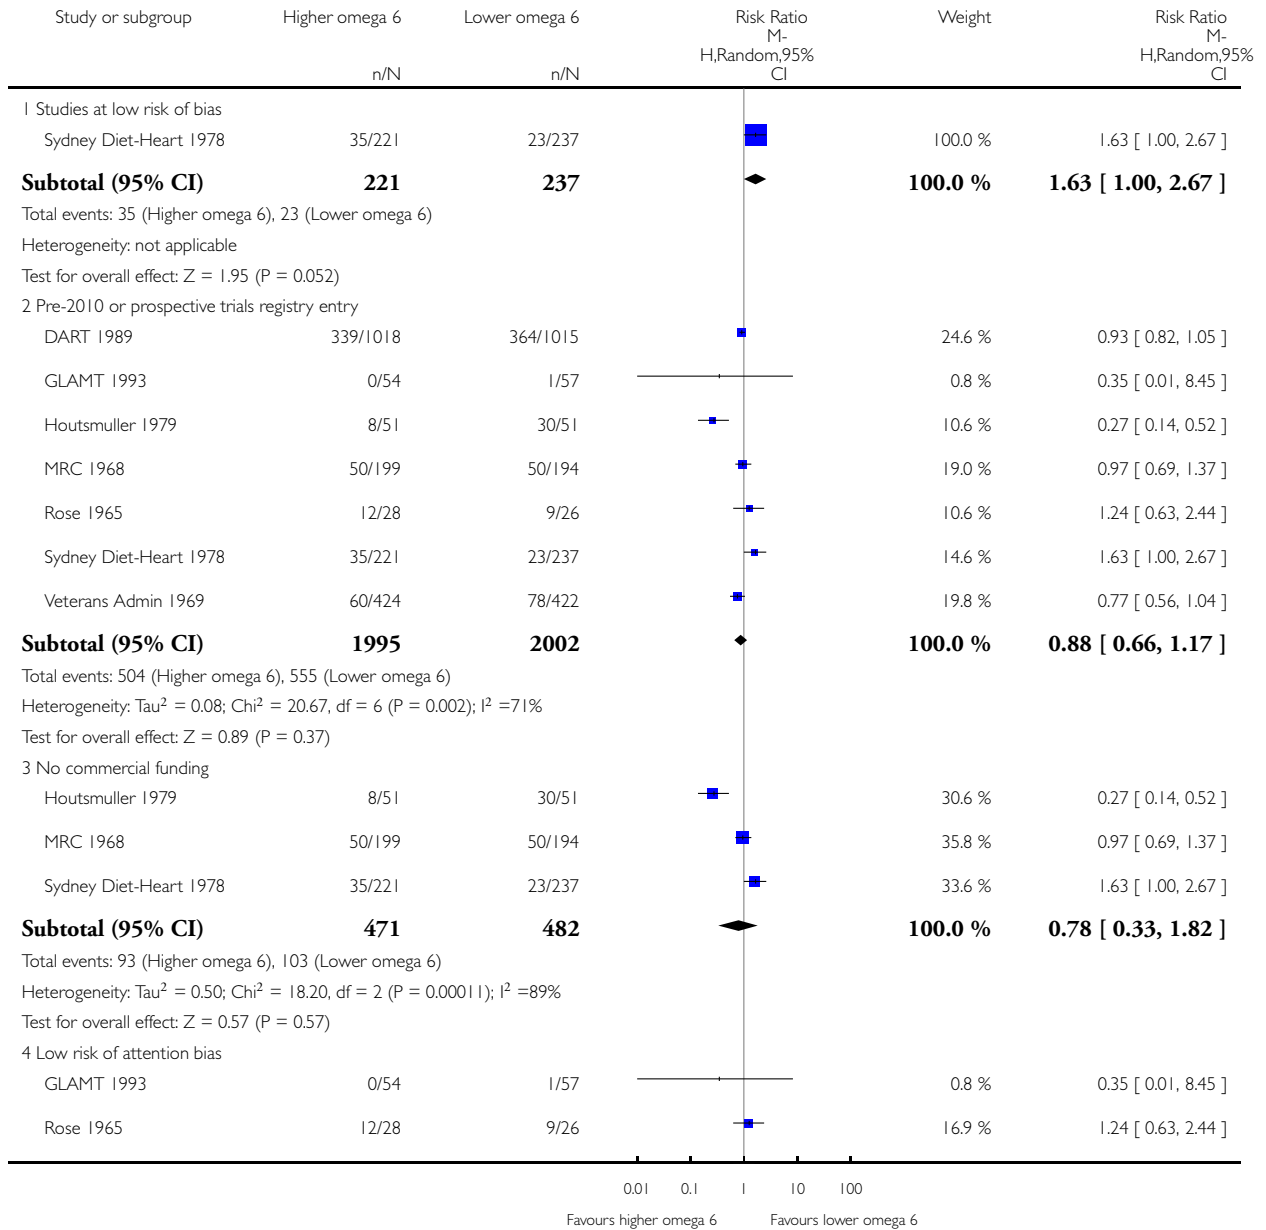 Study or subgroup Higher omega 6 Lower omega 6 Risk Ratio Weight Risk Ratio
M- M-
H,Random,95% H,Random,95%
n/N n/N CI CI
1 Studies at low risk of bias
Sydney Diet-Heart 1978 35/221 23/237 100.0 % 1.63 [ 1.00, 2.67 ]
Subtotal (95% CI) 221 237 100.0 % 1.63 [ 1.00, 2.67 ]
Total events: 35 (Higher omega 6), 23 (Lower omega 6)
Heterogeneity: not applicable
Test for overall effect: Z = 1.95 (P = 0.052)
2 Pre-2010 or prospective trials registry entry
DART 1989 339/1018 364/1015 24.6 % 0.93 [ 0.82, 1.05 ]
GLAMT 1993 0/54 1/57 0.8 % 0.35 [ 0.01, 8.45 ]
Houtsmuller 1979 8/51 30/51 10.6 % 0.27 [ 0.14, 0.52 ]
MRC 1968 50/199 50/194 19.0 % 0.97 [ 0.69, 1.37 ]
Rose 1965 12/28 9/26 10.6 % 1.24 [ 0.63, 2.44 ]
Sydney Diet-Heart 1978 35/221 23/237 14.6 % 1.63 [ 1.00, 2.67 ]
Veterans Admin 1969 60/424 78/422 19.8 % 0.77 [ 0.56, 1.04 ]
Subtotal (95% CI) 1995 2002 100.0 % 0.88 [ 0.66, 1.17 ]
Total events: 504 (Higher omega 6), 555 (Lower omega 6)
Heterogeneity: Tau² = 0.08; Chi² = 20.67, df = 6 (P = 0.002); I² =71%
Test for overall effect: Z = 0.89 (P = 0.37)
3 No commercial funding
Houtsmuller 1979 8/51 30/51 30.6 % 0.27 [ 0.14, 0.52 ]
MRC 1968 50/199 50/194 35.8 % 0.97 [ 0.69, 1.37 ]
Sydney Diet-Heart 1978 35/221 23/237 33.6 % 1.63 [ 1.00, 2.67 ]
Subtotal (95% CI) 471 482 100.0 % 0.78 [ 0.33, 1.82 ]
Total events: 93 (Higher omega 6), 103 (Lower omega 6)
Heterogeneity: Tau² = 0.50; Chi² = 18.20, df = 2 (P = 0.00011); I² =89%
Test for overall effect: Z = 0.57 (P = 0.57)
4 Low risk of attention bias
GLAMT 1993 0/54 1/57 0.8 % 0.35 [ 0.01, 8.45 ]
Rose 1965 12/28 9/26 16.9 % 1.24 [ 0.63, 2.44 ]
0.01 0.1 1 10 100
Favours higher omega 6 Favours lower omega 6